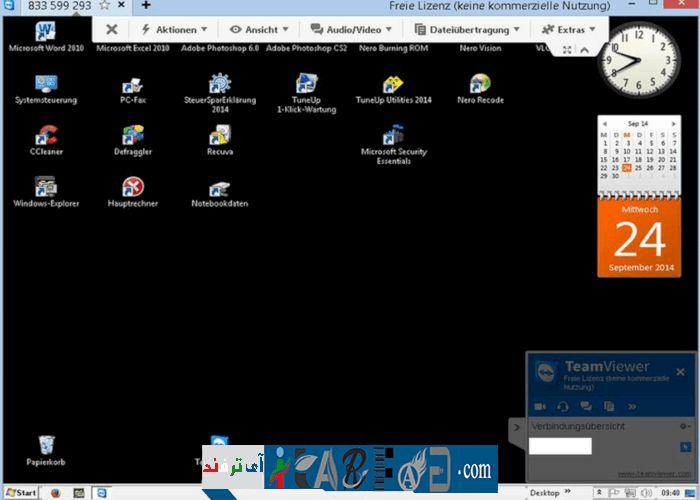 833 599 293
Freie Lizenz (keine kommerzielle Nutzung)
Aktionen
Ansicht
Audio/Video
Dateiübertragung
Extras
Microsoft Word 2010
Microsoft Excel 2010
Adobe Photoshop 6.0
Adobe Photoshop CS2
Nero Burning ROM
Nero Vision
Systemsteuerung
PC-Fax
SteuerSparErklärung
2014
TuneUp
1-Klick-Wartung
TuneUp Utilities 2014
Nero Recode
CCleaner
Defraggler
Recuva
Microsoft Security
Essentials
Windows-Explorer
Hauptrechner
Notebookdaten
12
Sep 14
M D M D F S S
1
2 3 4 5 6 7 8
9 10 11 12 13 14
15 16 17 18 19 20 21
22 23 24 25 26 27 28
29 30
Mittwoch
24
September 2014
TeamViewer
Freie Lizenz (keine kommerzielle
Nutzung)
Verbindungsübersicht
www.teamviewer.com
Papierkorb
آی ترفند
.com
Start
Desktop
09:40